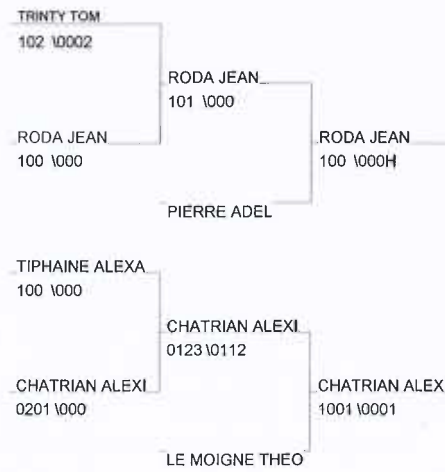 TRINTY TOM
102 \0002
RODA JEAN
101 \000
RODA JEAN
100 \000
RODA JEAN
100 \000H
PIERRE ADEL
TIPHAINE ALEXA
100 \000
CHATRIAN ALEXI
0123 \0112
CHATRIAN ALEXI
0201 \000
CHATRIAN ALEX
1001 \0001
LE MOIGNE THEO